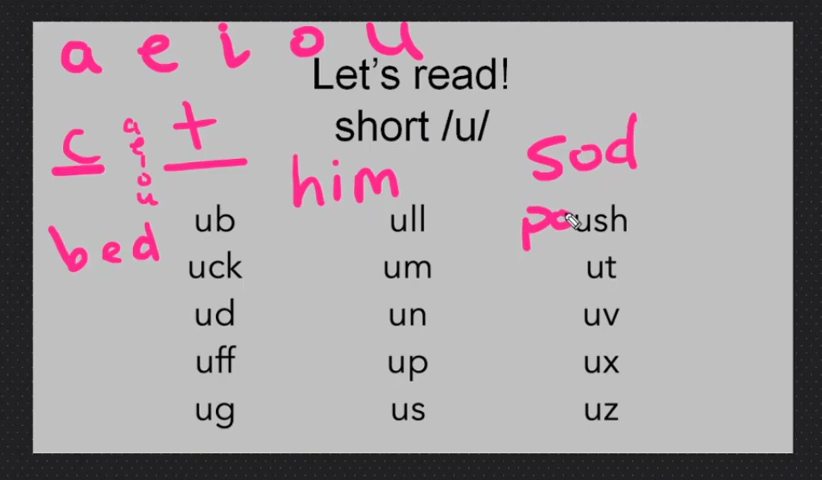 a e i o u
Let's read!
short /u/
c a e i o u t
sod
him
bed
po
ub ull ush
uck um ut
ud un uv
uff up ux
ug us uz